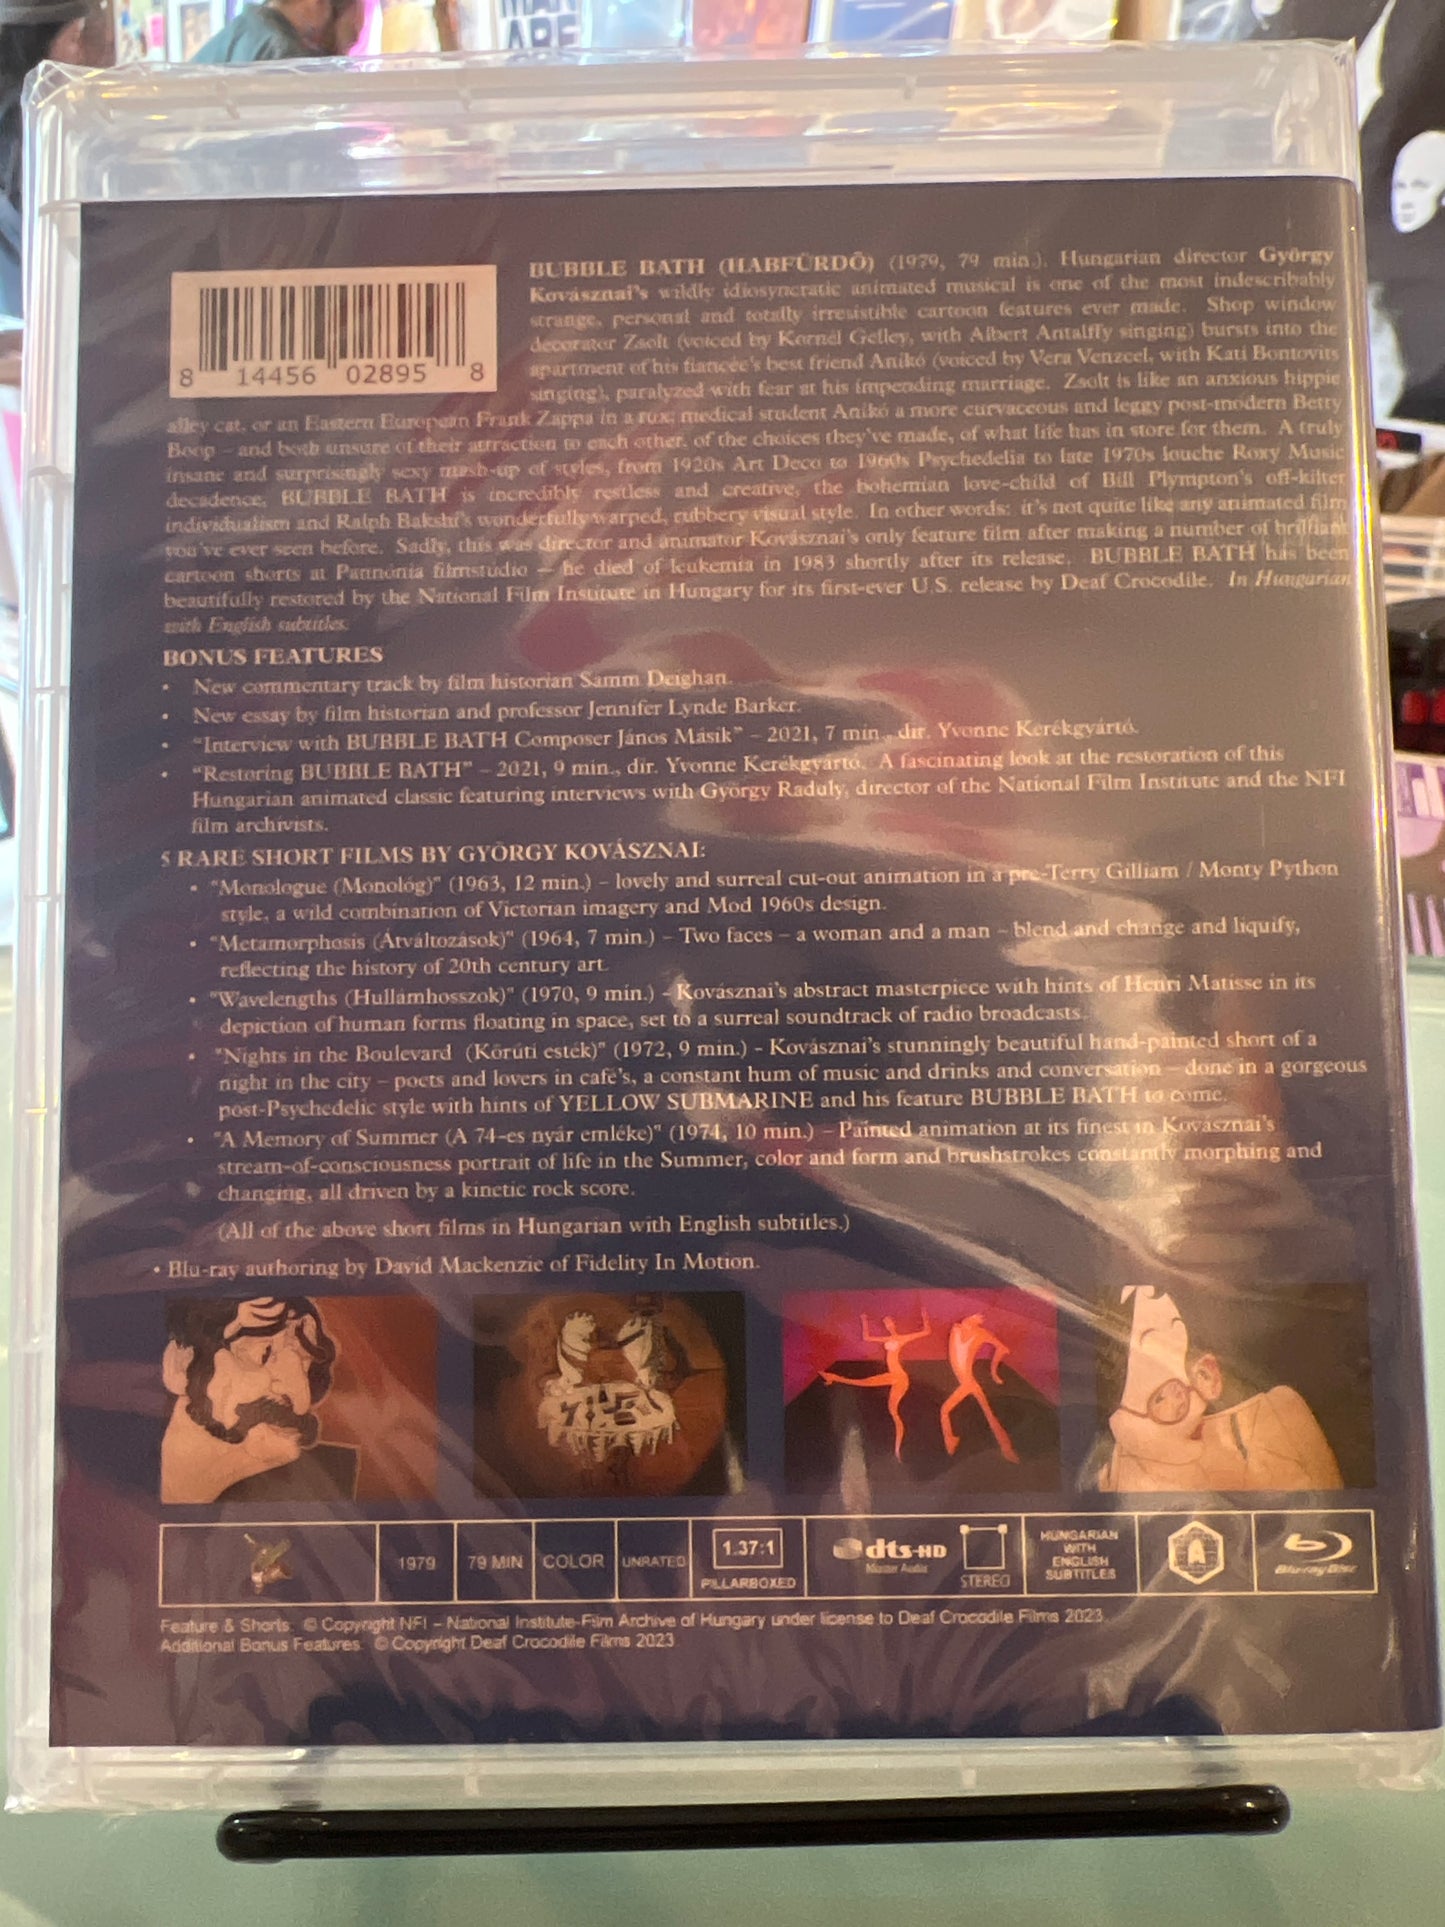 MAK
ARE
BUBBLE BATH (HABFÜRDŐ) (1979, 79 min.). Hungarian director György
Kovásznai's wildly idiosyncratic animated musical is one of the most indescribably
strange, personal and totally irresistible cartoon features ever made. Shop window
decorator Zsolt (voiced by Kornél Gelley, with Albert Antalffy singing) bursts into the
apartment of his fiancée's best friend Anikó (voiced by Vera Venczel, with Kati Bontovits
singing), paralyzed with fear at his impending marriage. Zsolt is like an anxious hippie
alley cat, or an Eastern European Frank Zappa in a tux; medical student Anikó a more curvaceous and leggy post-modern Betty
Boop – and both unsure of their attraction to each other, of the choices they've made, of what life has in store for them. A truly
insane and surprisingly sexy mash-up of styles, from 1920s Art Deco to 1960s Psychedelia to late 1970s louche Roxy Music
decadence, BUBBLE BATH is incredibly restless and creative, the bohemian love-child of Bill Plympton's off-kilter
individualism and Ralph Bakshi's wonderfully warped, rubbery visual style. In other words: it's not quite like any animated film
you've ever seen before. Sadly, this was director and animator Kovásznai's only feature film after making a number of brilliant
cartoon shorts at Pannónia filmstúdió – he died of leukemia in 1983 shortly after its release. BUBBLE BATH has been
beautifully restored by the National Film Institute in Hungary for its first-ever U.S. release by Deaf Crocodile. In Hungarian
with English subtitles.
8 14456 02895 8
BONUS FEATURES
• New commentary track by film historian Samm Deighan.
• New essay by film historian and professor Jennifer Lynde Barker.
• "Interview with BUBBLE BATH Composer János Másik" – 2021, 7 min., dir. Yvonne Kerékgyártó.
• "Restoring BUBBLE BATH" – 2021, 9 min., dir. Yvonne Kerékgyártó. A fascinating look at the restoration of this
Hungarian animated classic featuring interviews with György Raduly, director of the National Film Institute and the NFI
film archivists.
5 RARE SHORT FILMS BY GYÖRGY KOVÁSZNAI:
• "Monologue (Monológ)" (1963, 12 min.) – lovely and surreal cut-out animation in a pre-Terry Gilliam / Monty Python
style, a wild combination of Victorian imagery and Mod 1960s design.
• "Metamorphosis (Átváltozások)" (1964, 7 min.) – Two faces – a woman and a man – blend and change and liquify,
reflecting the history of 20th century art.
• "Wavelengths (Hullámhosszok)" (1970, 9 min.) - Kovásznai's abstract masterpiece with hints of Henri Matisse in its
depiction of human forms floating in space, set to a surreal soundtrack of radio broadcasts.
• "Nights in the Boulevard (Körúti esték)" (1972, 9 min.) - Kovásznai's stunningly beautiful hand-painted short of a
night in the city – poets and lovers in café's, a constant hum of music and drinks and conversation – done in a gorgeous
post-Psychedelic style with hints of YELLOW SUBMARINE and his feature BUBBLE BATH to come.
• "A Memory of Summer (A 74-es nyár emléke)" (1974, 10 min.) – Painted animation at its finest in Kovásznai's
stream-of-consciousness portrait of life in the Summer, color and form and brushstrokes constantly morphing and
changing, all driven by a kinetic rock score.
(All of the above short films in Hungarian with English subtitles.)
• Blu-ray authoring by David Mackenzie of Fidelity In Motion.
1979
79 MIN
COLOR
UNRATED
1.37:1
PILLARBOXED
dts-HD
Master Audio
STEREO
HUNGARIAN
WITH
ENGLISH
SUBTITLES
A
Blu-ray Disc
Feature & Shorts: © Copyright NFI – National Institute-Film Archive of Hungary under license to Deaf Crocodile Films 2023.
Additional Bonus Features: © Copyright Deaf Crocodile Films 2023